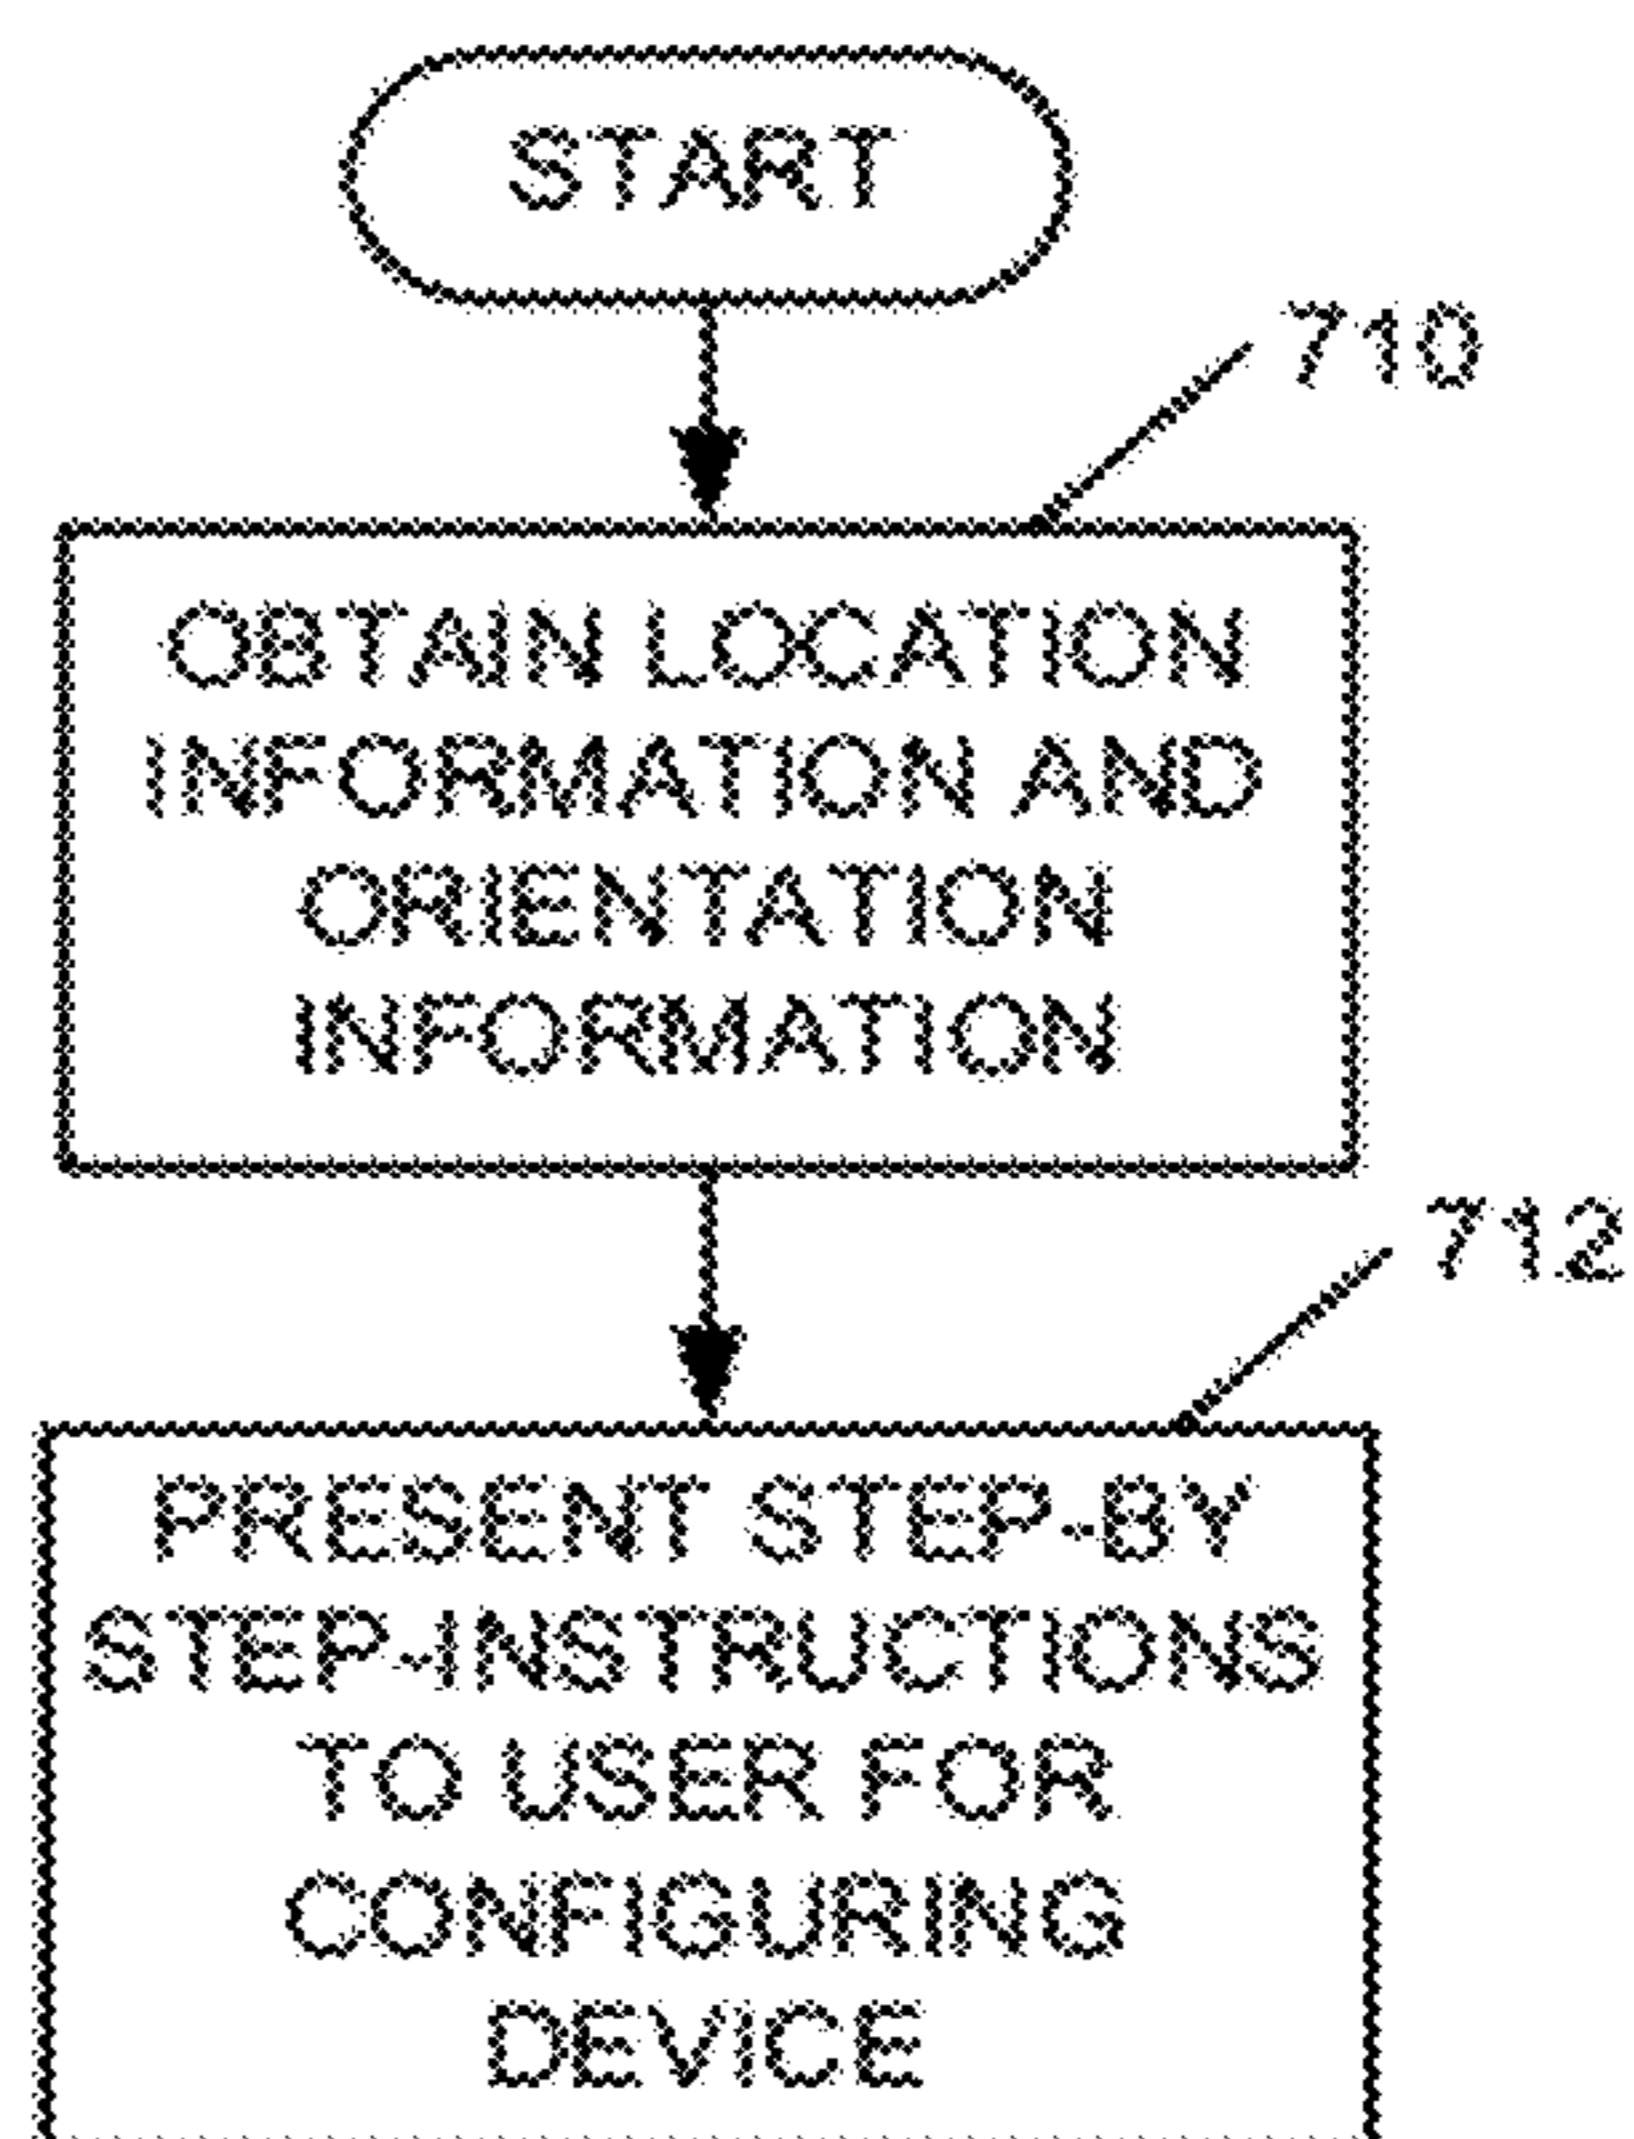 START
710
OBTAIN LOCATION
INFORMATION AND
ORIENTATION
INFORMATION
712
PRESENT STEP-BY
STEP-INSTRUCTIONS
TO USER FOR
CONFIGURING
DEVICE